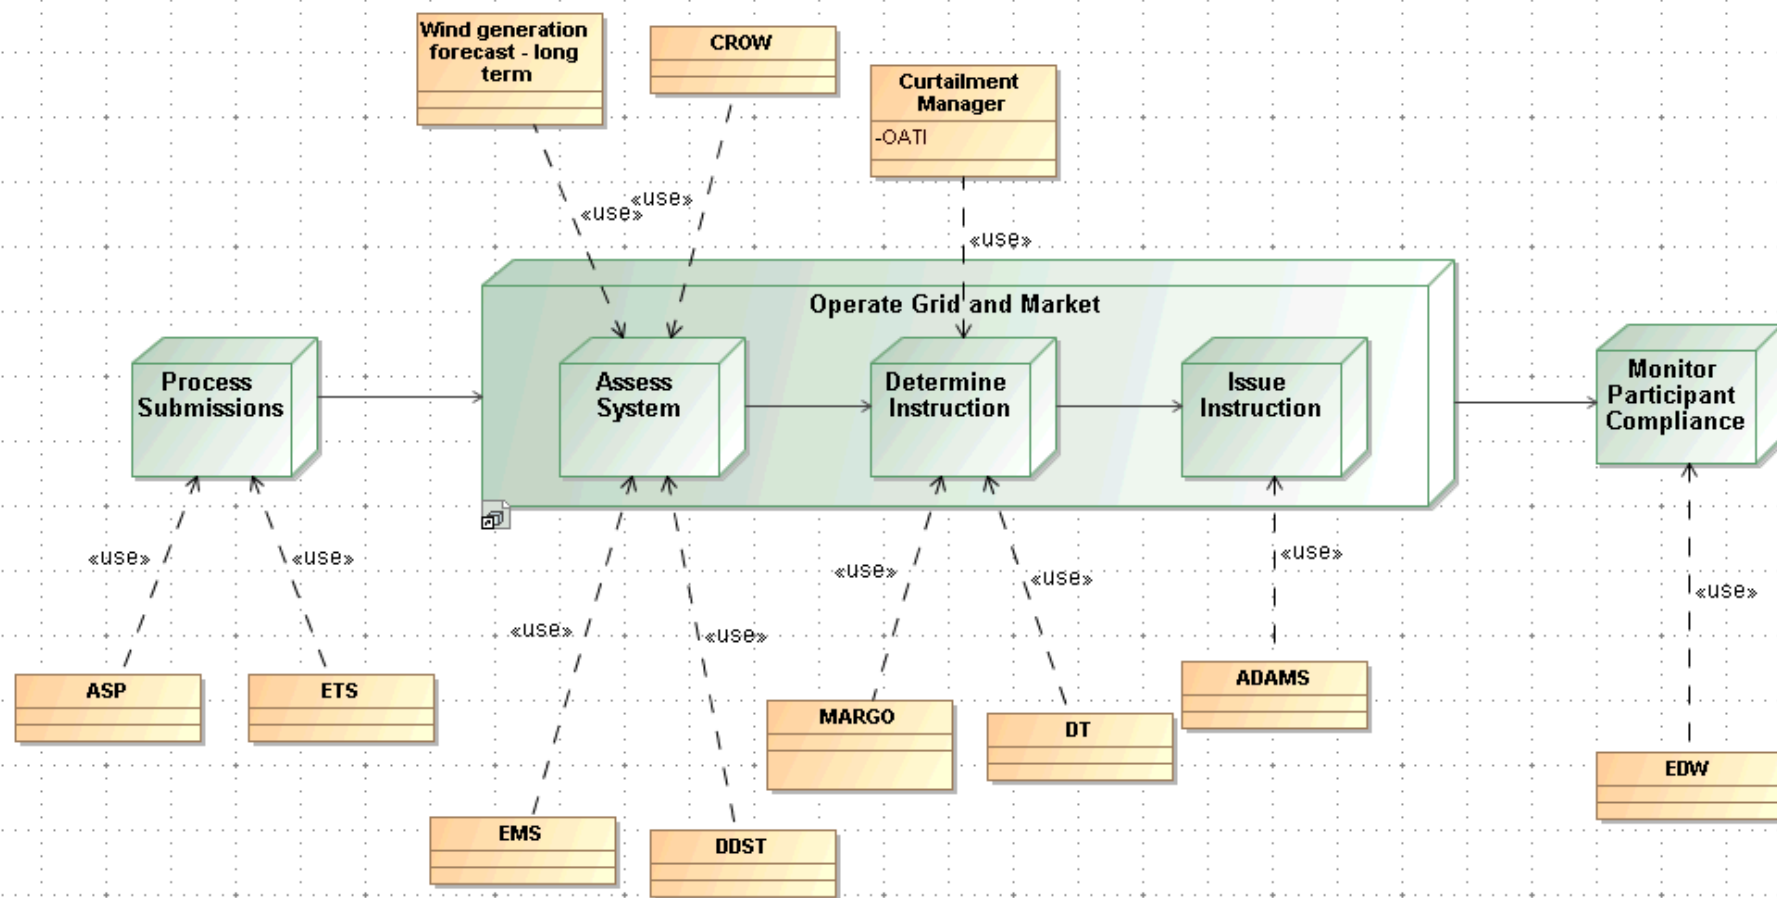 Wind generation
forecast - long
term
CROW
Curtailment
Manager
-OATI
«use»
«use»
«use»
Operate Grid and Market
Process
Submissions
Assess
System
Determine
Instruction
Issue
Instruction
Monitor
Participant
Compliance
«use»
«use»
«use»
«use»
«use»
«use»
«use»
«use»
ASP
ETS
MARGO
DT
ADAMS
EDW
EMS
DDST